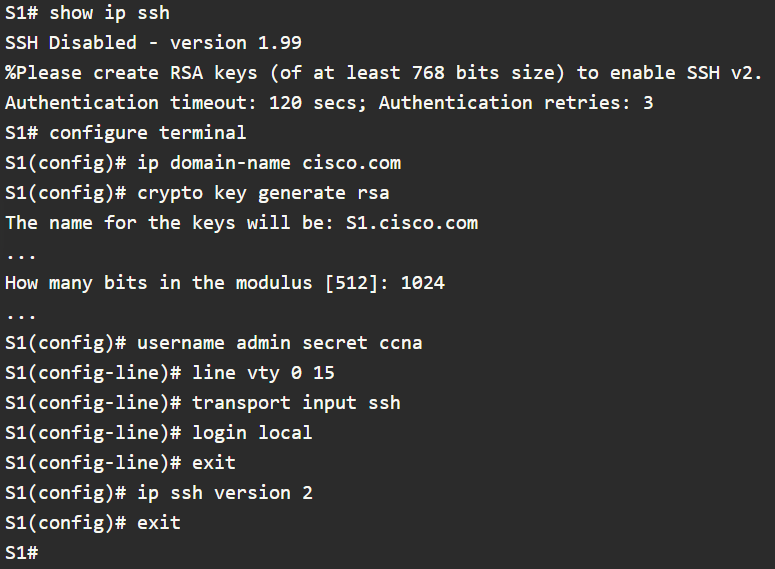 S1# show ip ssh
SSH Disabled - version 1.99
%Please create RSA keys (of at least 768 bits size) to enable SSH v2.
Authentication timeout: 120 secs; Authentication retries: 3
S1# configure terminal
S1(config)# ip domain-name cisco.com
S1(config)# crypto key generate rsa
The name for the keys will be: S1.cisco.com
...
How many bits in the modulus [512]: 1024
...
S1(config)# username admin secret ccna
S1(config-line)# line vty 0 15
S1(config-line)# transport input ssh
S1(config-line)# login local
S1(config-line)# exit
S1(config)# ip ssh version 2
S1(config)# exit
S1#